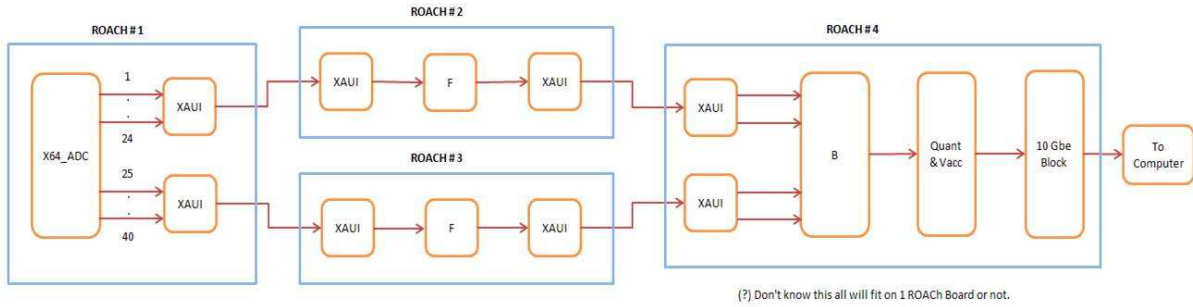 ROACH # 1
1
.
.
24
X64_ADC
25
.
.
40
XAUI
XAUI
ROACH # 2
XAUI
F
XAUI
ROACH #3
XAUI
F
XAUI
ROACH # 4
XAUI
XAUI
B
Quant
& Vacc
10 Gbe
Block
To
Computer
(?) Don't know this all will fit on 1 ROACh Board or not.